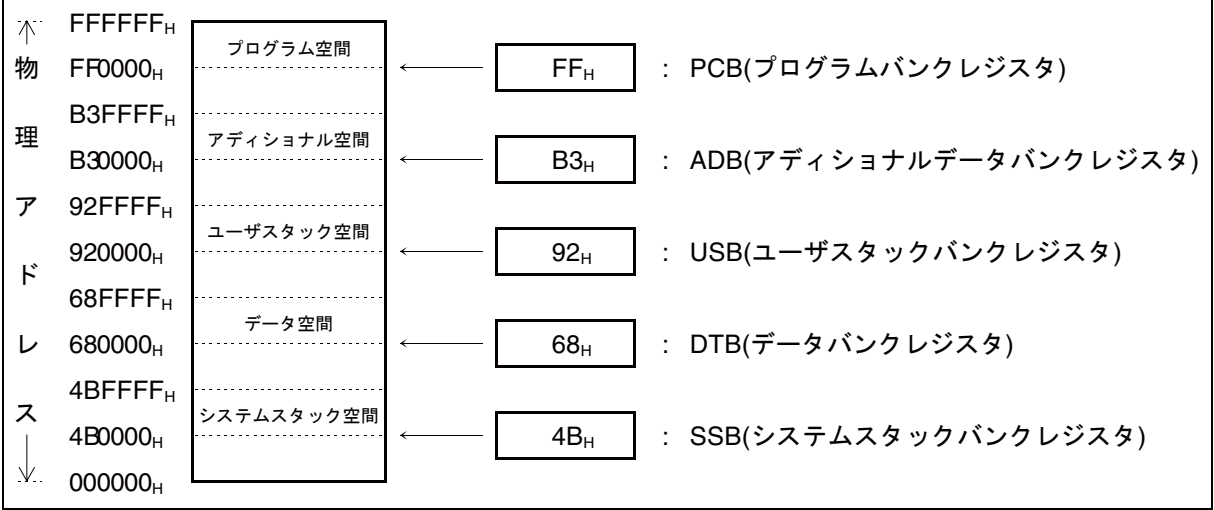 物理アドレス
FFFFFFH
プログラム空間
FF0000H
FFH : PCB(プログラムバンクレジスタ)
B3FFFFH
アディショナル空間
B30000H
B3H : ADB(アディショナルデータバンクレジスタ)
92FFFFH
ユーザスタック空間
920000H
92H : USB(ユーザスタックバンクレジスタ)
68FFFFH
データ空間
680000H
68H : DTB(データバンクレジスタ)
4BFFFFH
システムスタック空間
4B0000H
4BH : SSB(システムスタックバンクレジスタ)
000000H